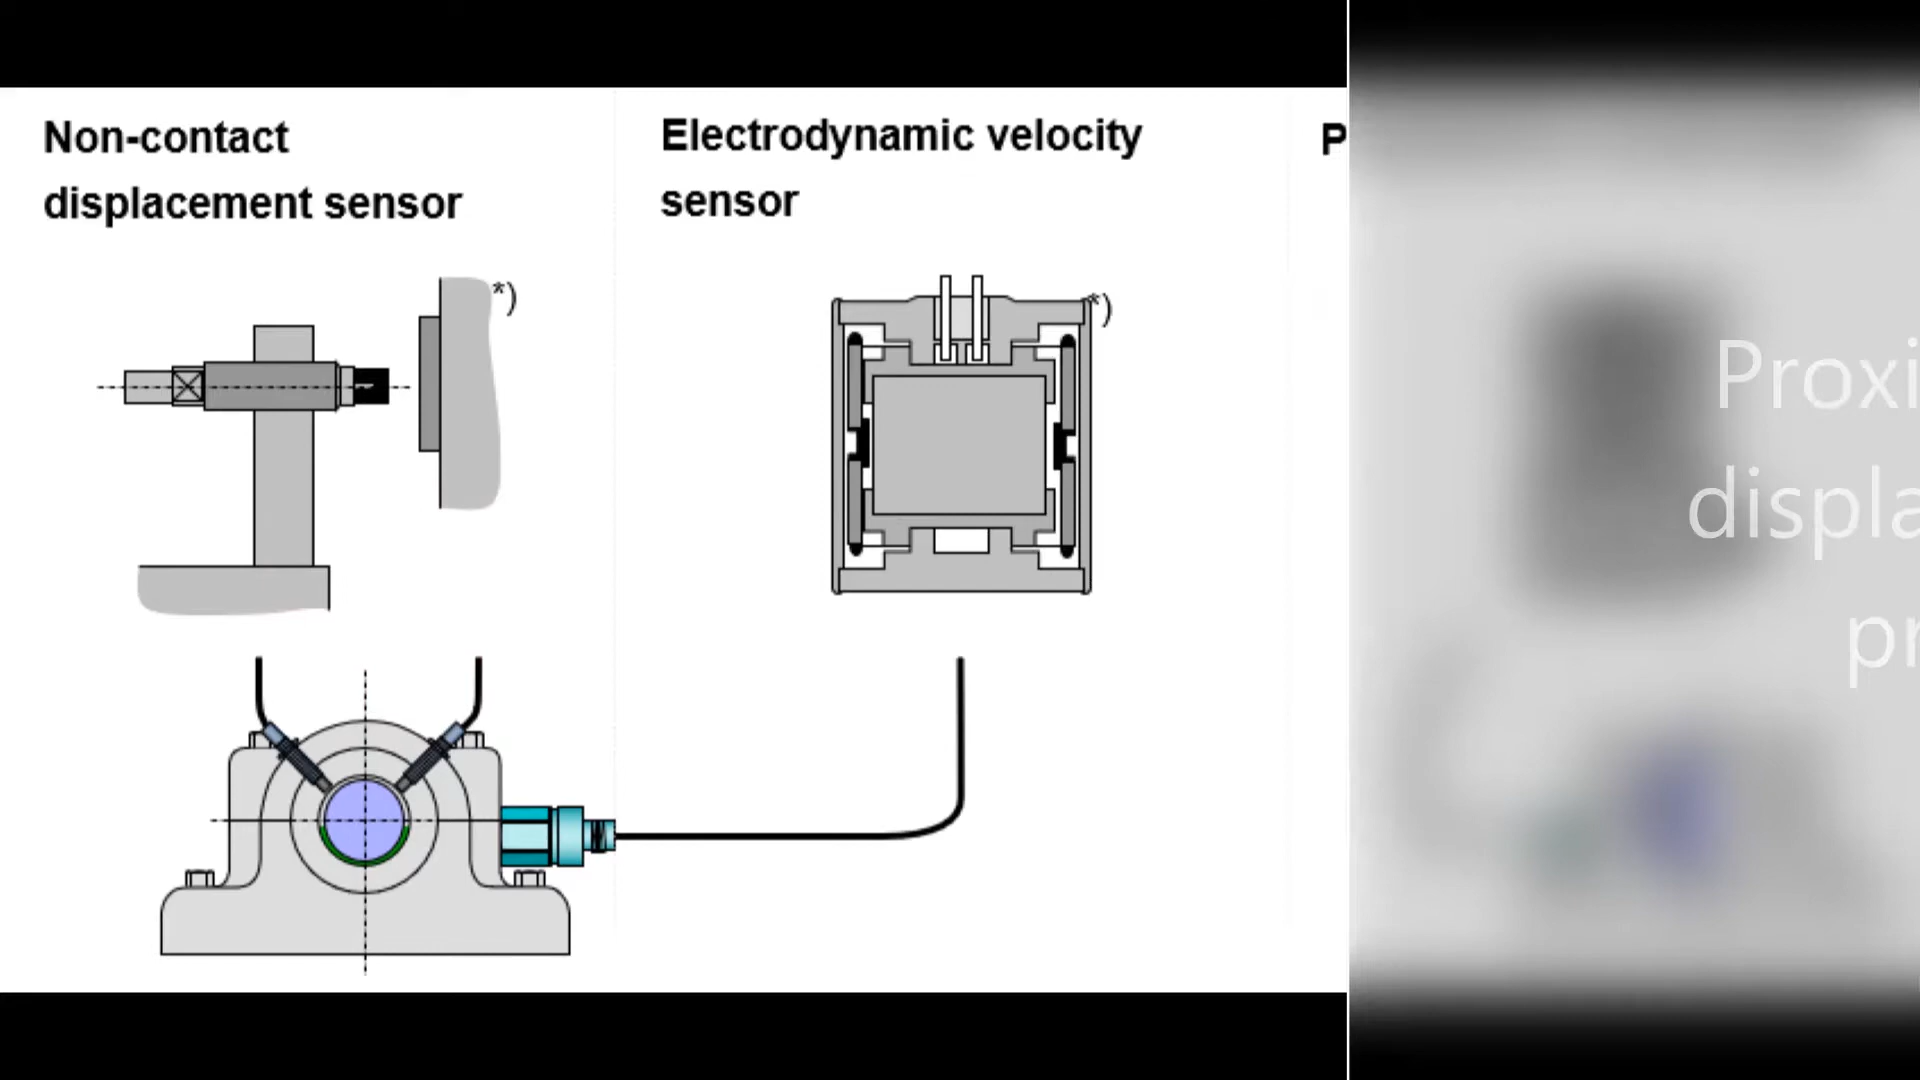 Non-contact
displacement sensor
Electrodynamic velocity
sensor
P
*)
*)
Proxi
displa
pr